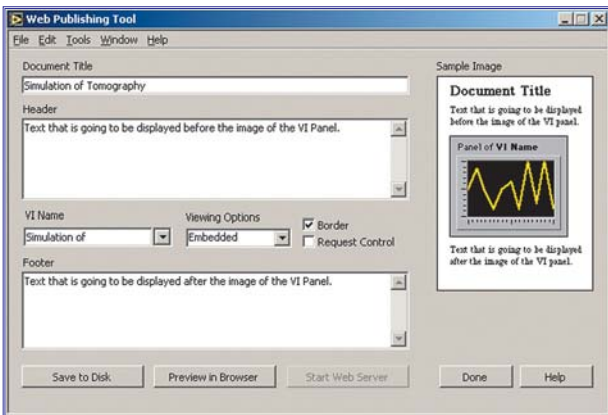 Web Publishing Tool
File Edit Tools Window Help
Document Title
Simulation of Tomography
Header
Text that is going to be displayed before the image of the VI Panel.
VI Name
Simulation of
Viewing Options
Embedded
Border
Request Control
Footer
Text that is going to be displayed after the image of the VI Panel.
Save to Disk
Preview in Browser
Start Web Server
Sample Image
Document Title
Text that is going to be displayed
before the image of the VI panel.
Panel of VI Name
Text that is going to be displayed
after the image of the VI panel.
Done
Help